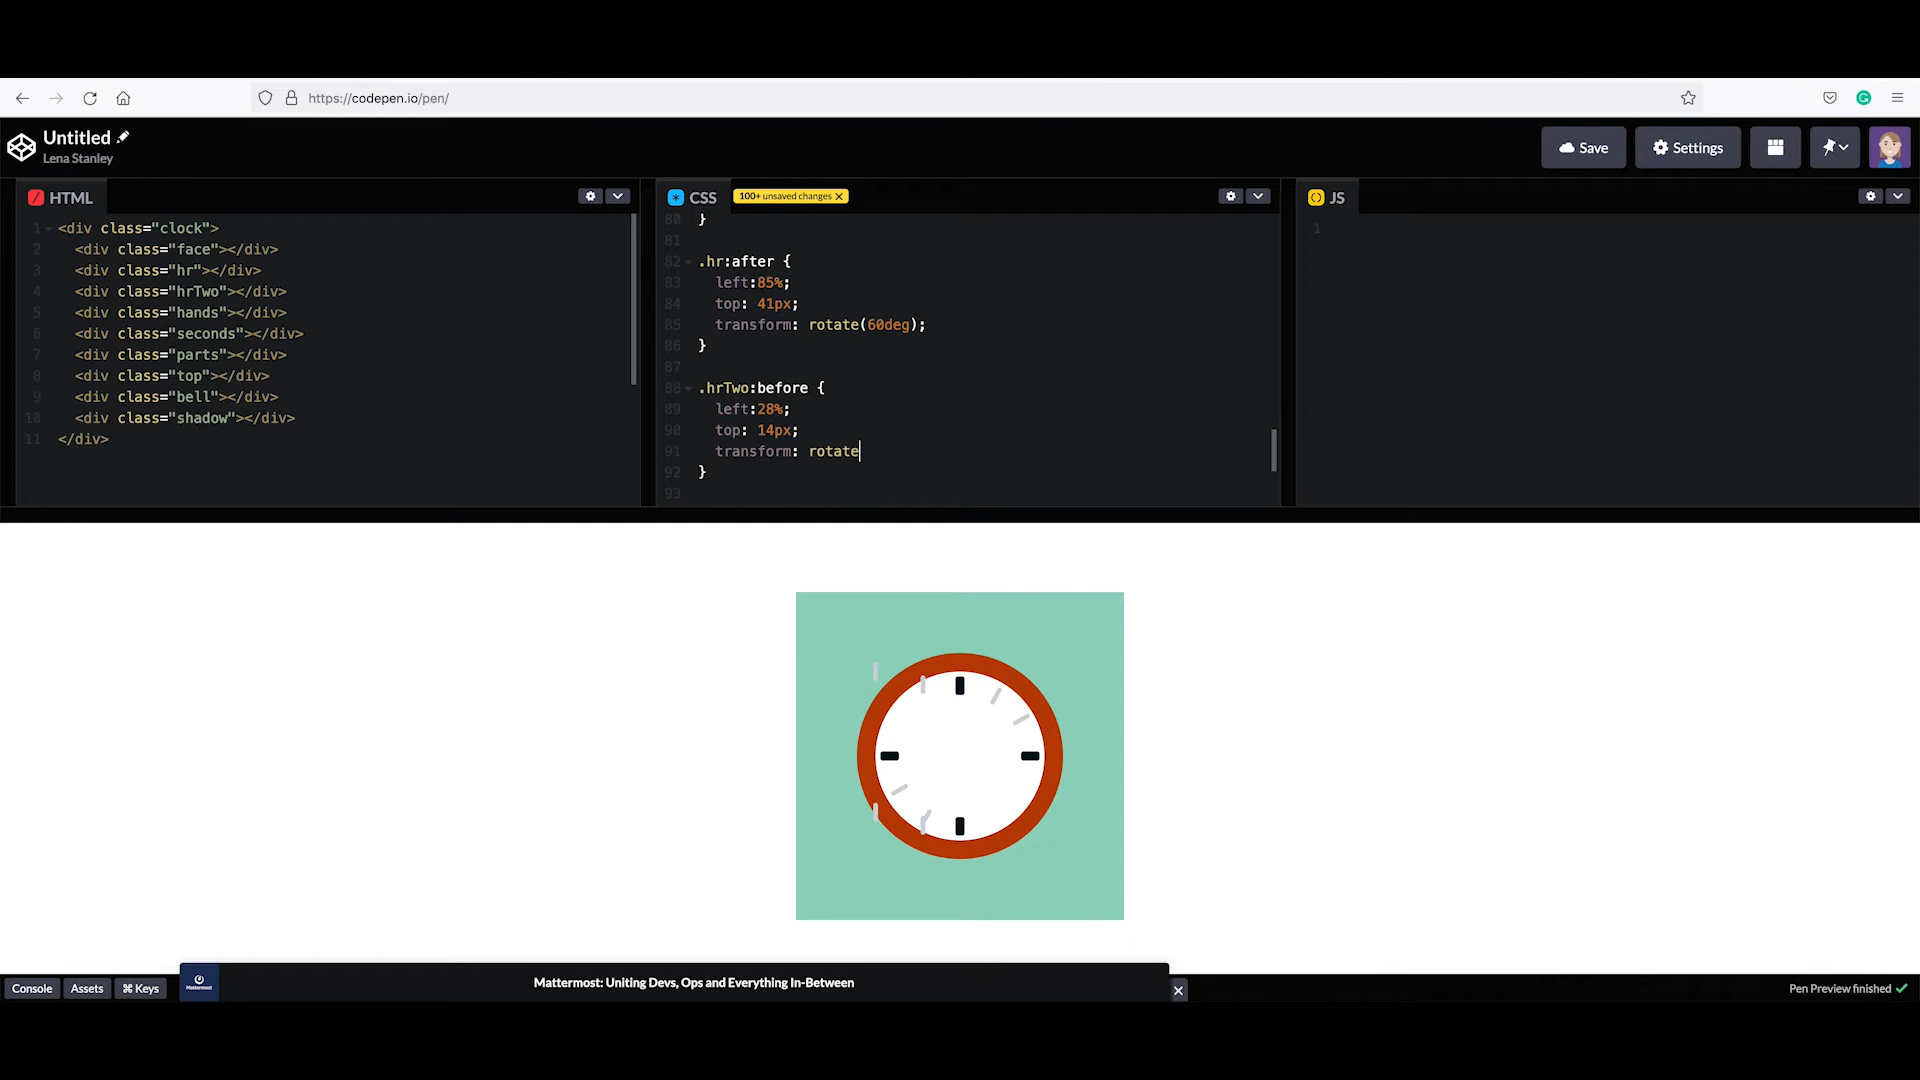 https://codepen.io/pen/
Untitled
Lena Stanley
Save
Settings
HTML
1 <div class="clock">
2 <div class="face"></div>
3 <div class="hr"></div>
4 <div class="hrTwo"></div>
5 <div class="hands"></div>
6 <div class="seconds"></div>
7 <div class="parts"></div>
8 <div class="top"></div>
9 <div class="bell"></div>
10 <div class="shadow"></div>
11 </div>
CSS
100+ unsaved changes X
80 }
81
82 .hr:after {
83 left:85%;
84 top: 41px;
85 transform: rotate(60deg);
86 }
87
88 .hrTwo:before {
89 left:28%;
90 top: 14px;
91 transform: rotate
92 }
93
JS
1
Mattermost
Mattermost: Uniting Devs, Ops and Everything In-Between
Console
Assets
⌘ Keys
Pen Preview finished